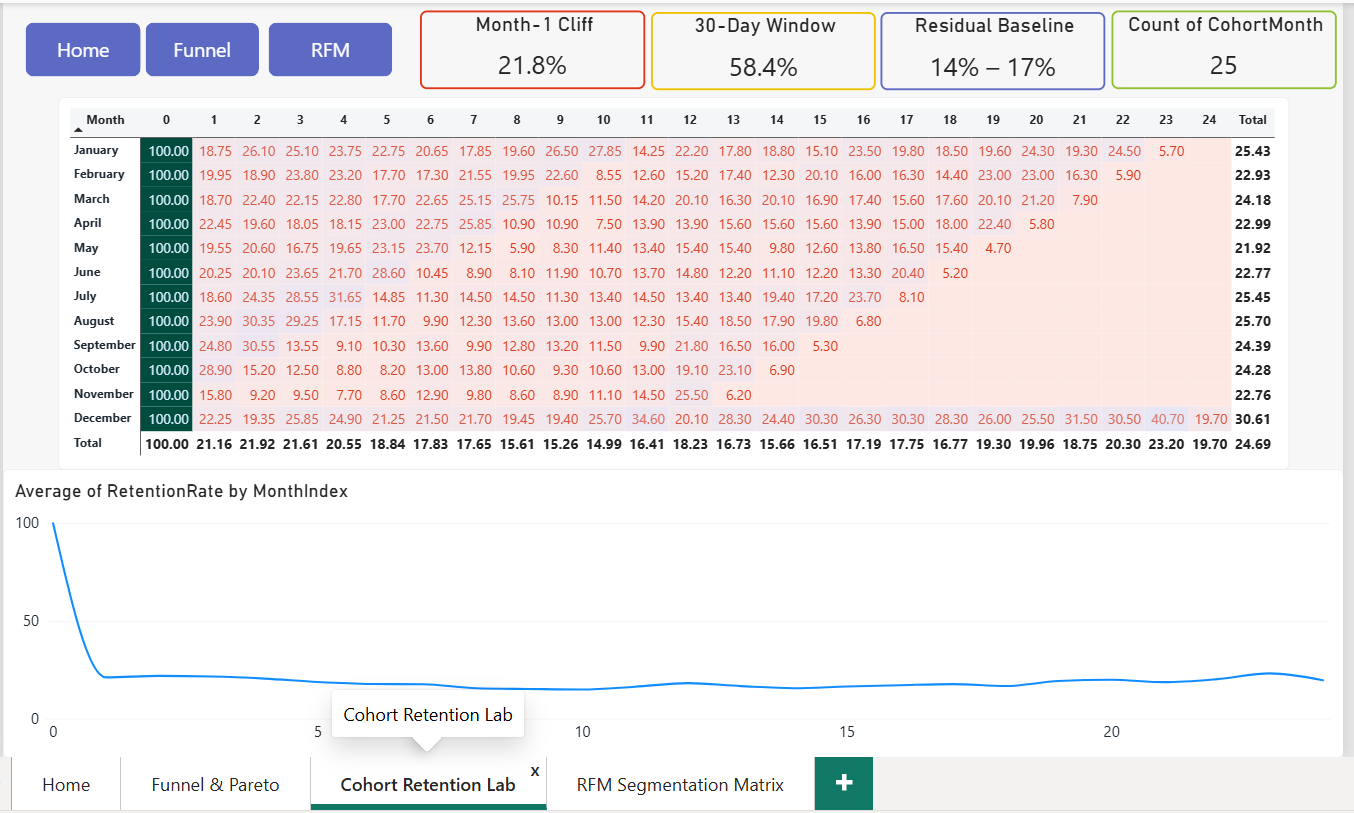 Home Funnel RFM Month-1 Cliff 30-Day Window Residual Baseline Count of CohortMonth
21.8% 58.4% 14% – 17% 25
Month 0 1 2 3 4 5 6 7 8 9 10 11 12 13 14 15 16 17 18 19 20 21 22 23 24 Total
January 100.00 18.75 26.10 25.10 23.75 22.75 20.65 17.85 19.60 26.50 27.85 14.25 22.20 17.80 18.80 15.10 23.50 19.80 18.50 19.60 24.30 19.30 24.50 5.70 25.43
February 100.00 19.95 18.90 23.80 23.20 17.70 17.30 21.55 19.95 22.60 8.55 12.60 15.20 17.40 12.30 20.10 16.00 16.30 14.40 23.00 23.00 16.30 5.90 22.93
March 100.00 18.70 22.40 22.15 22.80 17.70 22.65 25.15 25.75 10.15 11.50 14.20 20.10 16.30 20.10 16.90 17.40 15.60 17.60 20.10 21.20 7.90 24.18
April 100.00 22.45 19.60 18.05 18.15 23.00 22.75 25.85 10.90 10.90 7.50 13.90 13.90 15.60 15.60 15.60 13.90 15.00 18.00 22.40 5.80 22.99
May 100.00 19.55 20.60 16.75 19.65 23.15 23.70 12.15 5.90 8.30 11.40 13.40 15.40 15.40 9.80 12.60 13.80 16.50 15.40 4.70 21.92
June 100.00 20.25 20.10 23.65 21.70 28.60 10.45 8.90 8.10 11.90 10.70 13.70 14.80 12.20 11.10 12.20 13.30 20.40 5.20 22.77
July 100.00 18.60 24.35 28.55 31.65 14.85 11.30 14.50 14.50 11.30 13.40 14.50 13.40 13.40 19.40 17.20 23.70 8.10 25.45
August 100.00 23.90 30.35 29.25 17.15 11.70 9.90 12.30 13.60 13.00 13.00 12.30 15.40 18.50 17.90 19.80 6.80 25.70
September 100.00 24.80 30.55 13.55 9.10 10.30 13.60 9.90 12.80 13.20 11.50 9.90 21.80 16.50 16.00 5.30 24.39
October 100.00 28.90 15.20 12.50 8.80 8.20 13.00 13.80 10.60 9.30 10.60 13.00 19.10 23.10 6.90 24.28
November 100.00 15.80 9.20 9.50 7.70 8.60 12.90 9.80 8.60 8.90 11.10 14.50 25.50 6.20 22.76
December 100.00 22.25 19.35 25.85 24.90 21.25 21.50 21.70 19.45 19.40 25.70 34.60 20.10 28.30 24.40 30.30 26.30 30.30 28.30 26.00 25.50 31.50 30.50 40.70 19.70 30.61
Total 100.00 21.16 21.92 21.61 20.55 18.84 17.83 17.65 15.61 15.26 14.99 16.41 18.23 16.73 15.66 16.51 17.19 17.75 16.77 19.30 19.96 18.75 20.30 23.20 19.70 24.69
Average of RetentionRate by MonthIndex
100
50
0
0 5 10 15 20
Cohort Retention Lab
Home Funnel & Pareto Cohort Retention Lab x RFM Segmentation Matrix +